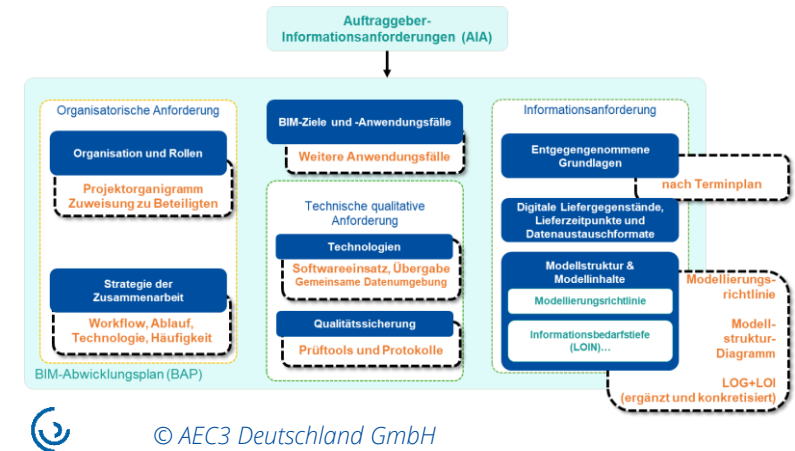 Auftraggeber-
Informationsanforderungen (AIA)
Organisatorische Anforderung
Organisation und Rollen
Projektorganigramm
Zuweisung zu Beteiligten
Strategie der
Zusammenarbeit
Workflow, Ablauf,
Technologie, Häufigkeit
BIM-Abwicklungsplan (BAP)
BIM-Ziele und -Anwendungsfälle
Weitere Anwendungsfälle
Technische qualitative
Anforderung
Technologien
Softwareeinsatz, Übergabe
Gemeinsame Datenumgebung
Qualitätssicherung
Prüftools und Protokolle
Informationsanforderung
Entgegengenommene
Grundlagen
nach Terminplan
Digitale Liefergegenstände,
Lieferzeitpunkte und
Datenaustauschformate
Modellstruktur &
Modellinhalte
Modellierungsrichtlinie
Informationsbedarfstiefe
(LOIN)...
Modellierungs-
richtlinie
Modell-
struktur-
Diagramm
LOG+LOI
(ergänzt und konkretisiert)
© AEC3 Deutschland GmbH